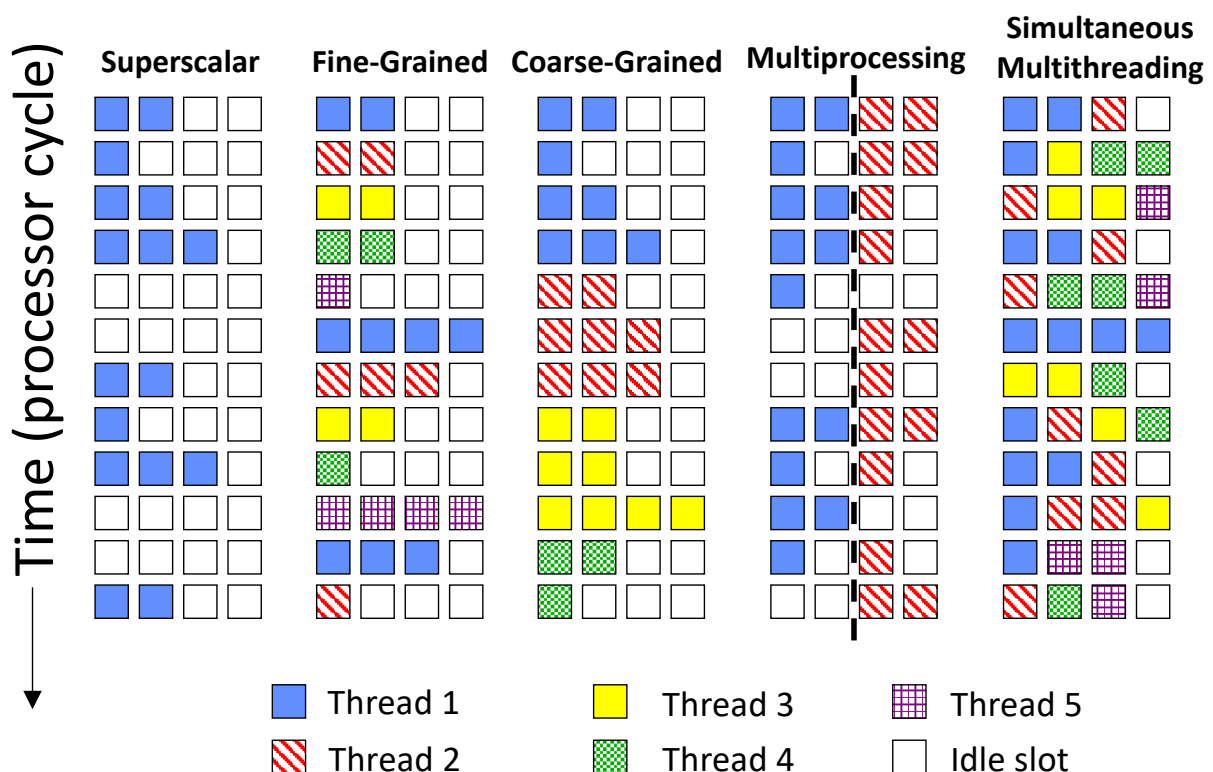 Time (processor cycle)
Superscalar
Fine-Grained
Coarse-Grained
Multiprocessing
Simultaneous
Multithreading
Thread 1
Thread 3
Thread 5
Thread 2
Thread 4
Idle slot